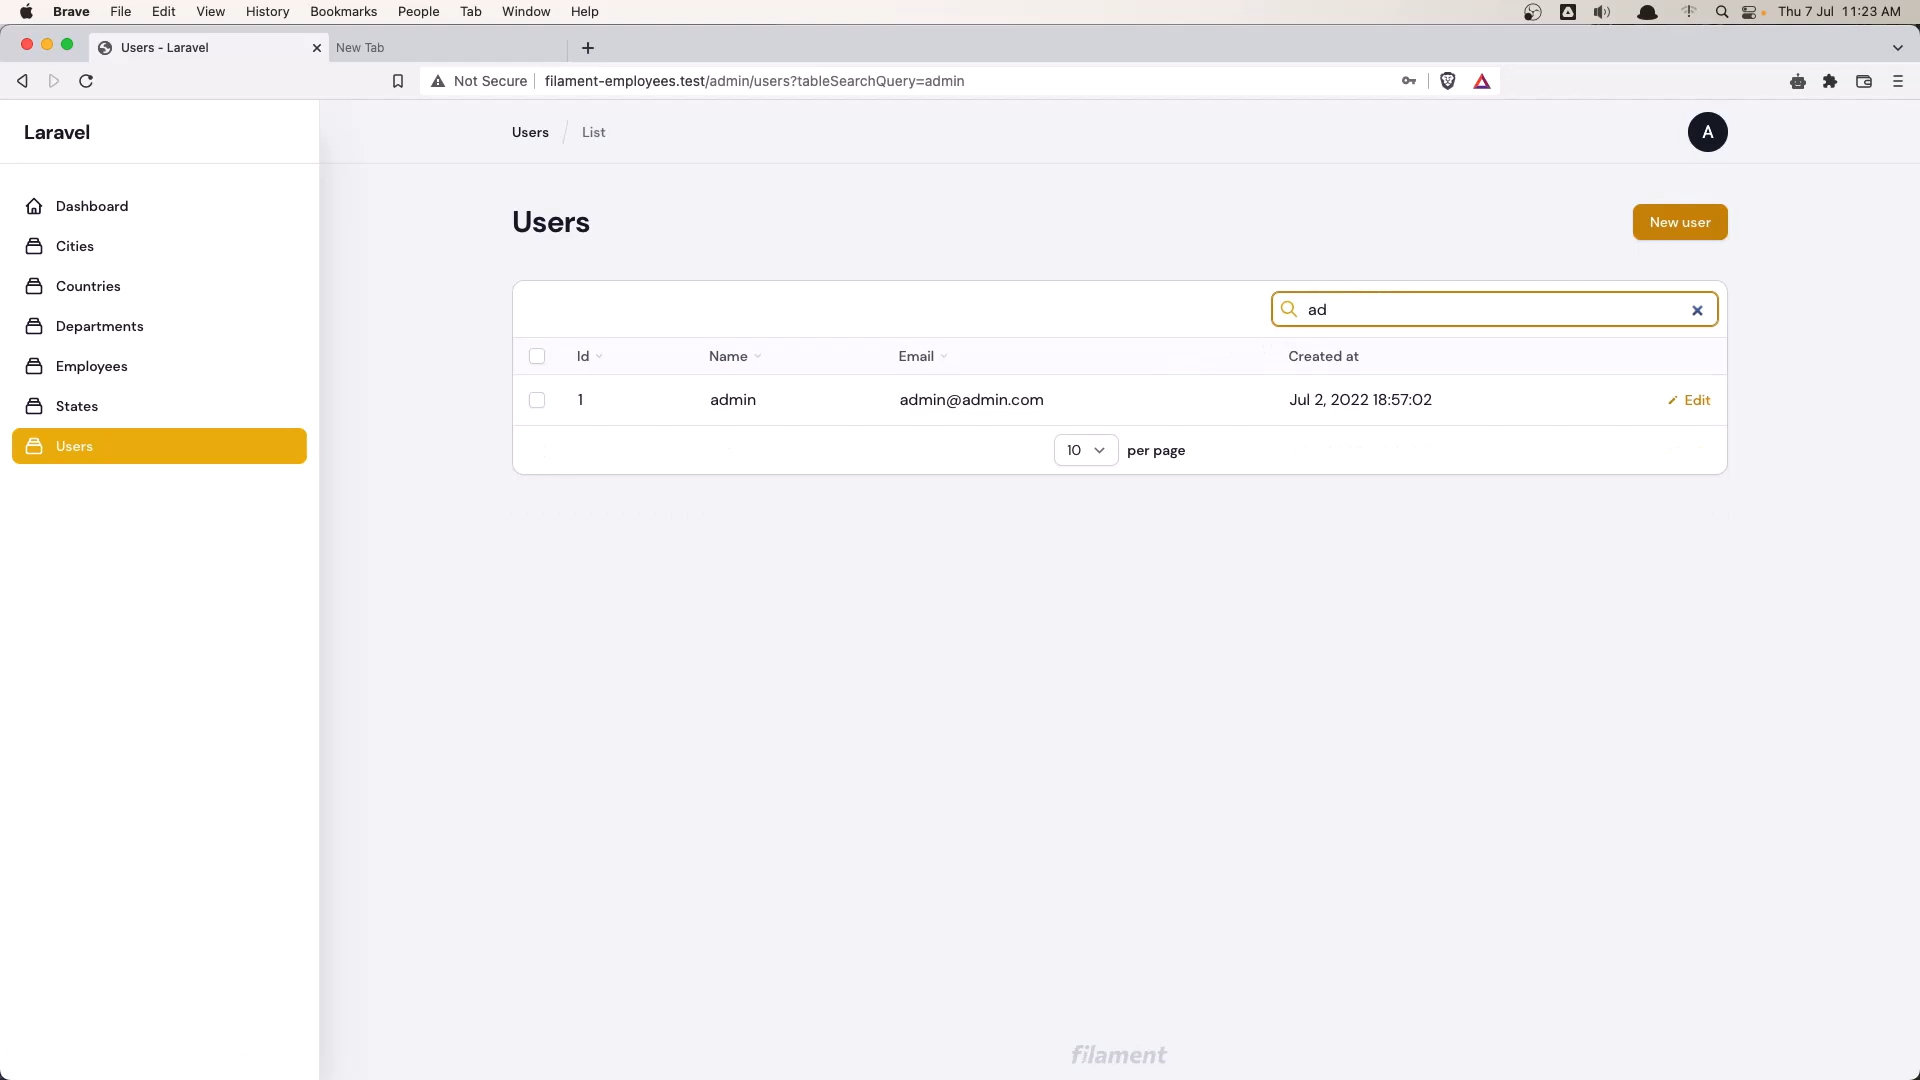 Brave File Edit View History Bookmarks People Tab Window Help Thu 7 Jul 11:23 AM
Users - Laravel New Tab
Not Secure filament-employees.test/admin/users?tableSearchQuery=admin
Laravel Users List A
Dashboard
Cities
Countries
Departments
Employees
States
Users
Users New user
ad
Id Name Email Created at
1 admin admin@admin.com Jul 2, 2022 18:57:02 Edit
10 per page
filament